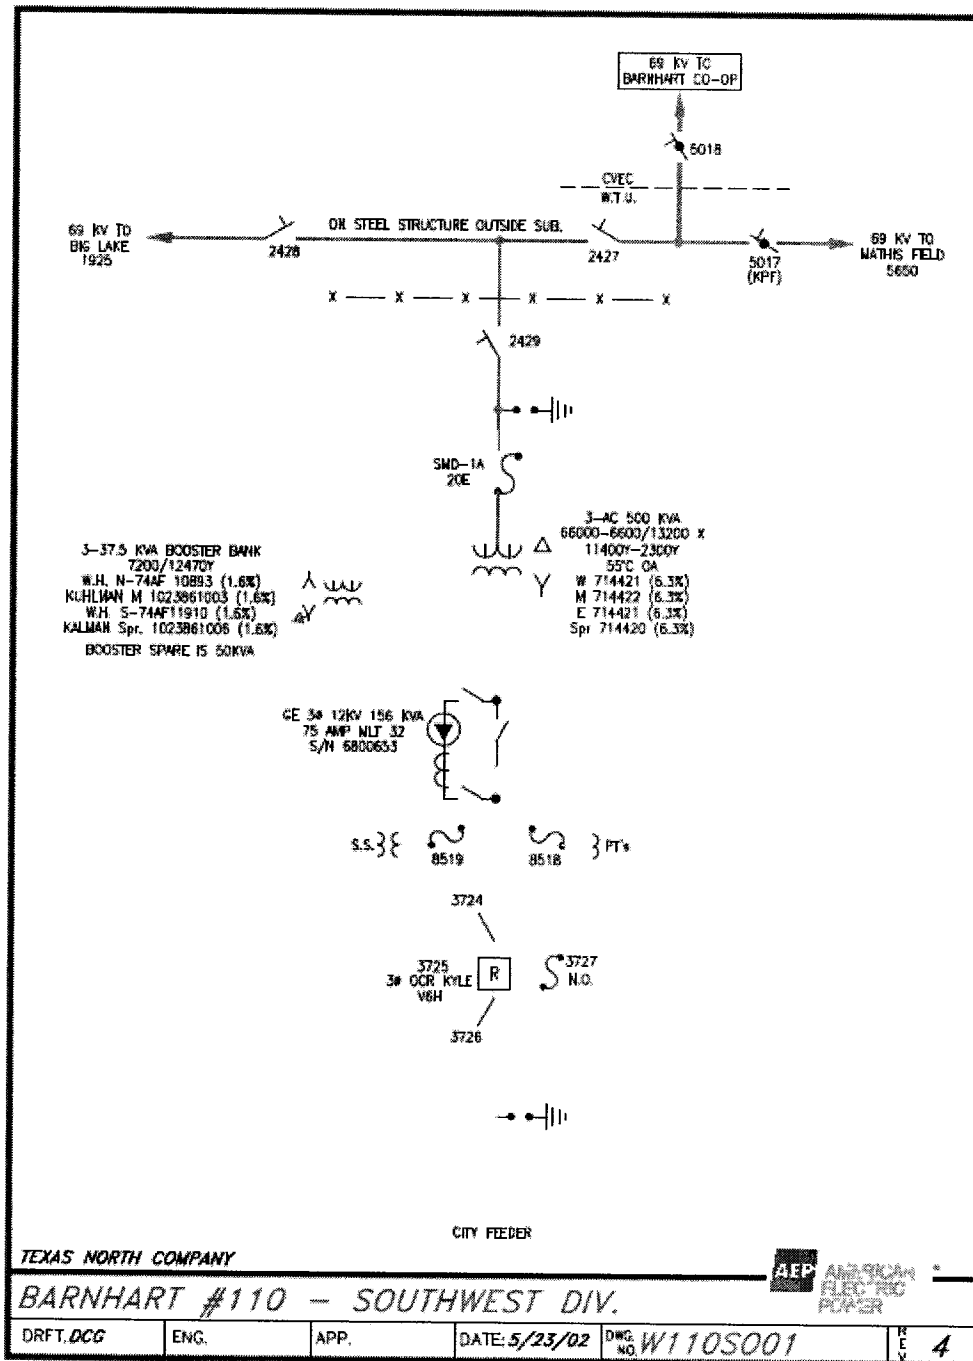 69 KV TO
BARNHART CO-OP
5018
CVEC
W.T.U.
69 KV TO
BIG LAKE
1925
2428
ON STEEL STRUCTURE OUTSIDE SUB.
2427
5017
(KPF)
69 KV TO
MATHIS FIELD
5650
X X X X X X
2429
SMD-1A
20E
3-AC 500 KVA
66000-6600/13200 X
11400Y-2300Y
55°C OA
W 714421 (6.3%)
M 714422 (6.3%)
E 714421 (6.3%)
Spr 714420 (6.3%)
3-37.5 KVA BOOSTER BANK
7200/12470Y
W.H. N-74AF 10893 (1.6%)
KUHLMAN M 1023861003 (1.6%)
W.H. S-74AF11910 (1.6%)
KALMAN Spr. 1023861006 (1.6%)
BOOSTER SPARE IS 50KVA
GE 3ø 12KV 156 KVA
75 AMP NLT 32
S/N 6800653
S.S.
8519
8518
PT's
3724
3725
3ø OCR KYLE
V6H
R
3727
N.O.
3726
CITY FEEDER
TEXAS NORTH COMPANY
AEP AMERICAN
ELECTRIC
POWER
BARNHART #110 - SOUTHWEST DIV.
DRFT. DCG
ENG.
APP.
DATE: 5/23/02
DWG. NO. W110S001
REV 4